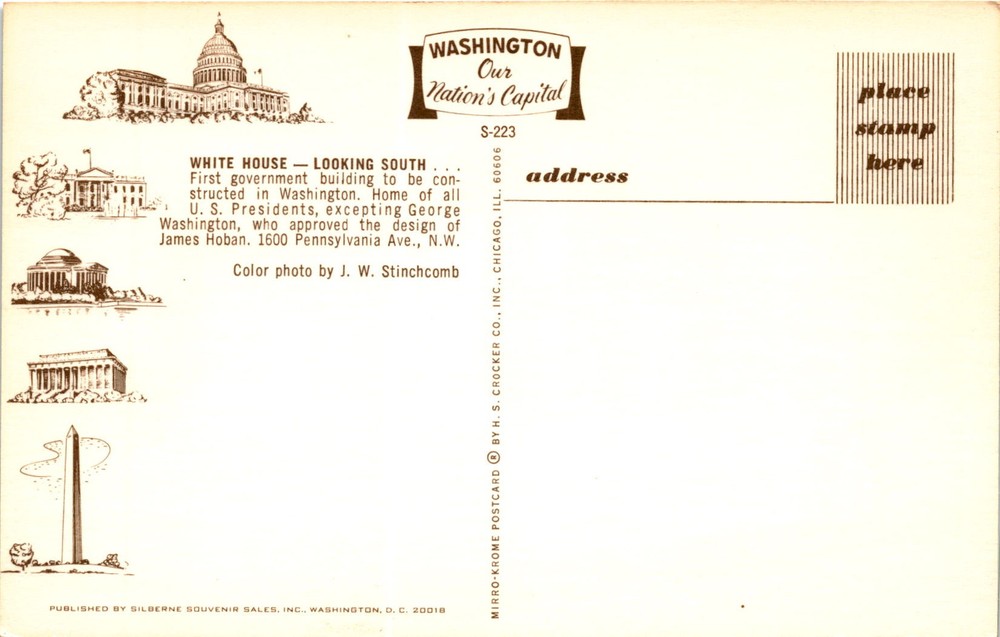 WASHINGTON
Our
Nation's Capital
S-223
WHITE HOUSE — LOOKING SOUTH . . .
First government building to be con-
structed in Washington. Home of all
U. S. Presidents, excepting George
Washington, who approved the design of
James Hoban. 1600 Pennsylvania Ave., N.W.
Color photo by J. W. Stinchcomb
PUBLISHED BY SILBERNE SOUVENIR SALES, INC., WASHINGTON, D. C. 20018
MIRRO-KROME POSTCARD ® BY H. S. CROCKER CO., INC., CHICAGO, ILL. 60606
address
place
stamp
here